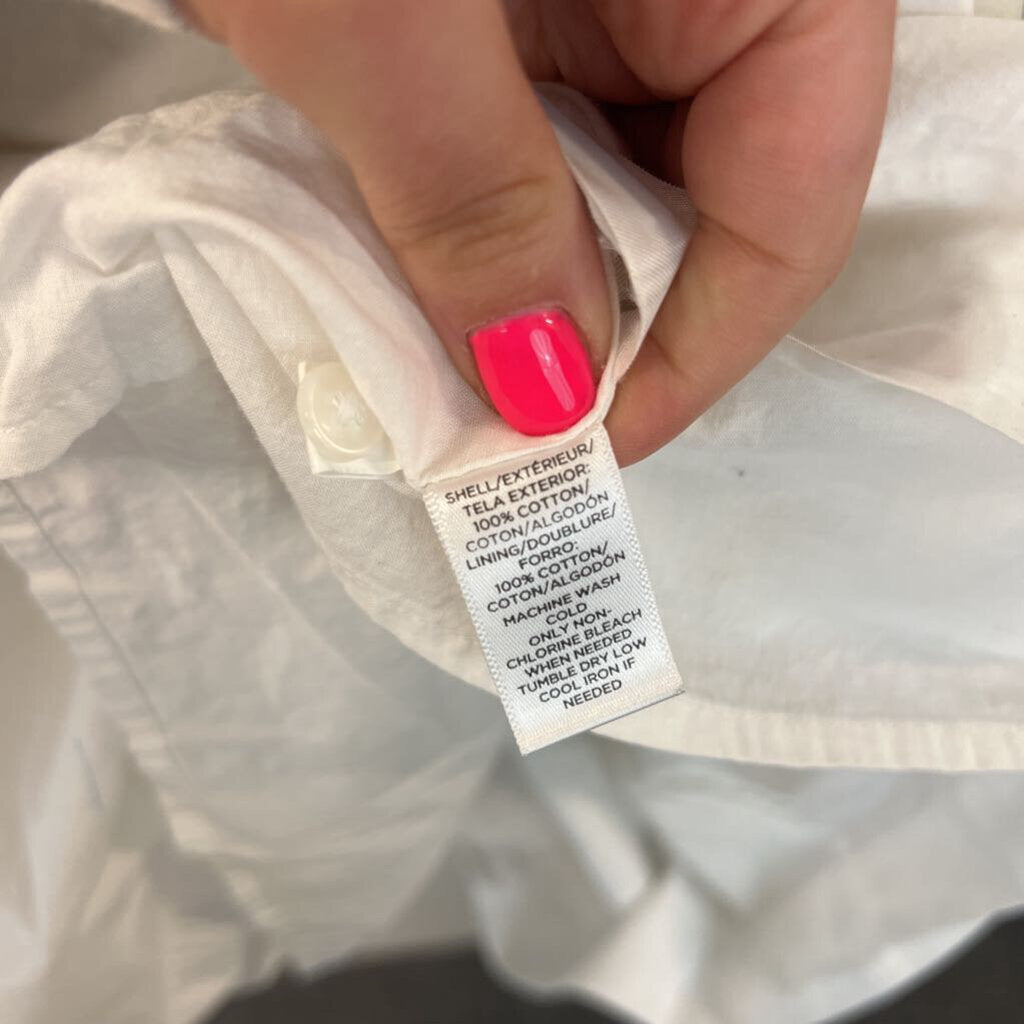 SHELL/EXTÉRIEUR/
TELA EXTERIOR:
100% COTTON/
COTON/ALGODÓN
LINING/DOUBLURE/
FORRO:
100% COTTON/
COTON/ALGODÓN
MACHINE WASH
COLD
ONLY NON-
CHLORINE BLEACH
WHEN NEEDED
TUMBLE DRY LOW
COOL IRON IF
NEEDED